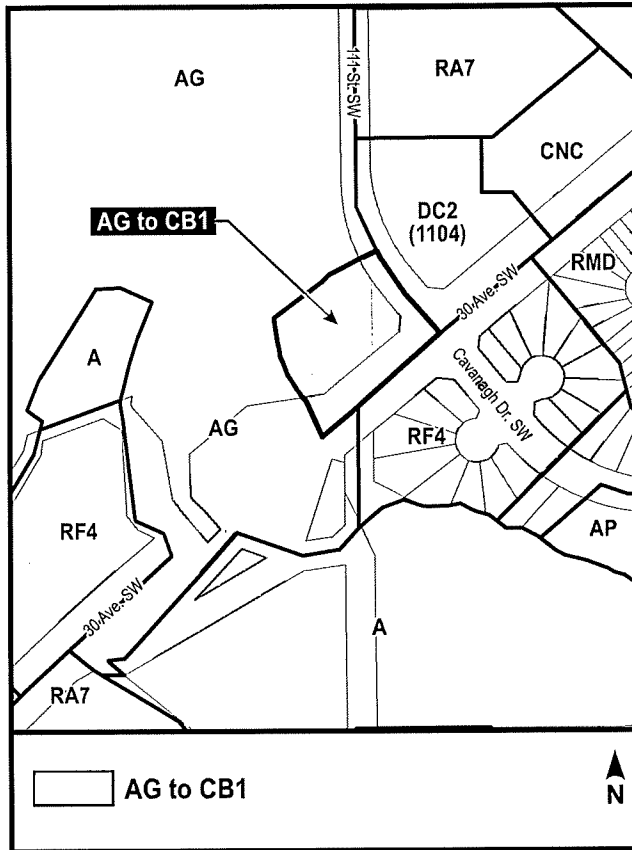 AG
111 St. SW
RA7
CNC
AG to CB1
DC2
(1104)
RMD
30 Ave. SW
A
Cavanagh Dr. SW
AG
RF4
RF4
AP
30 Ave. SW
A
RA7
AG to CB1
N